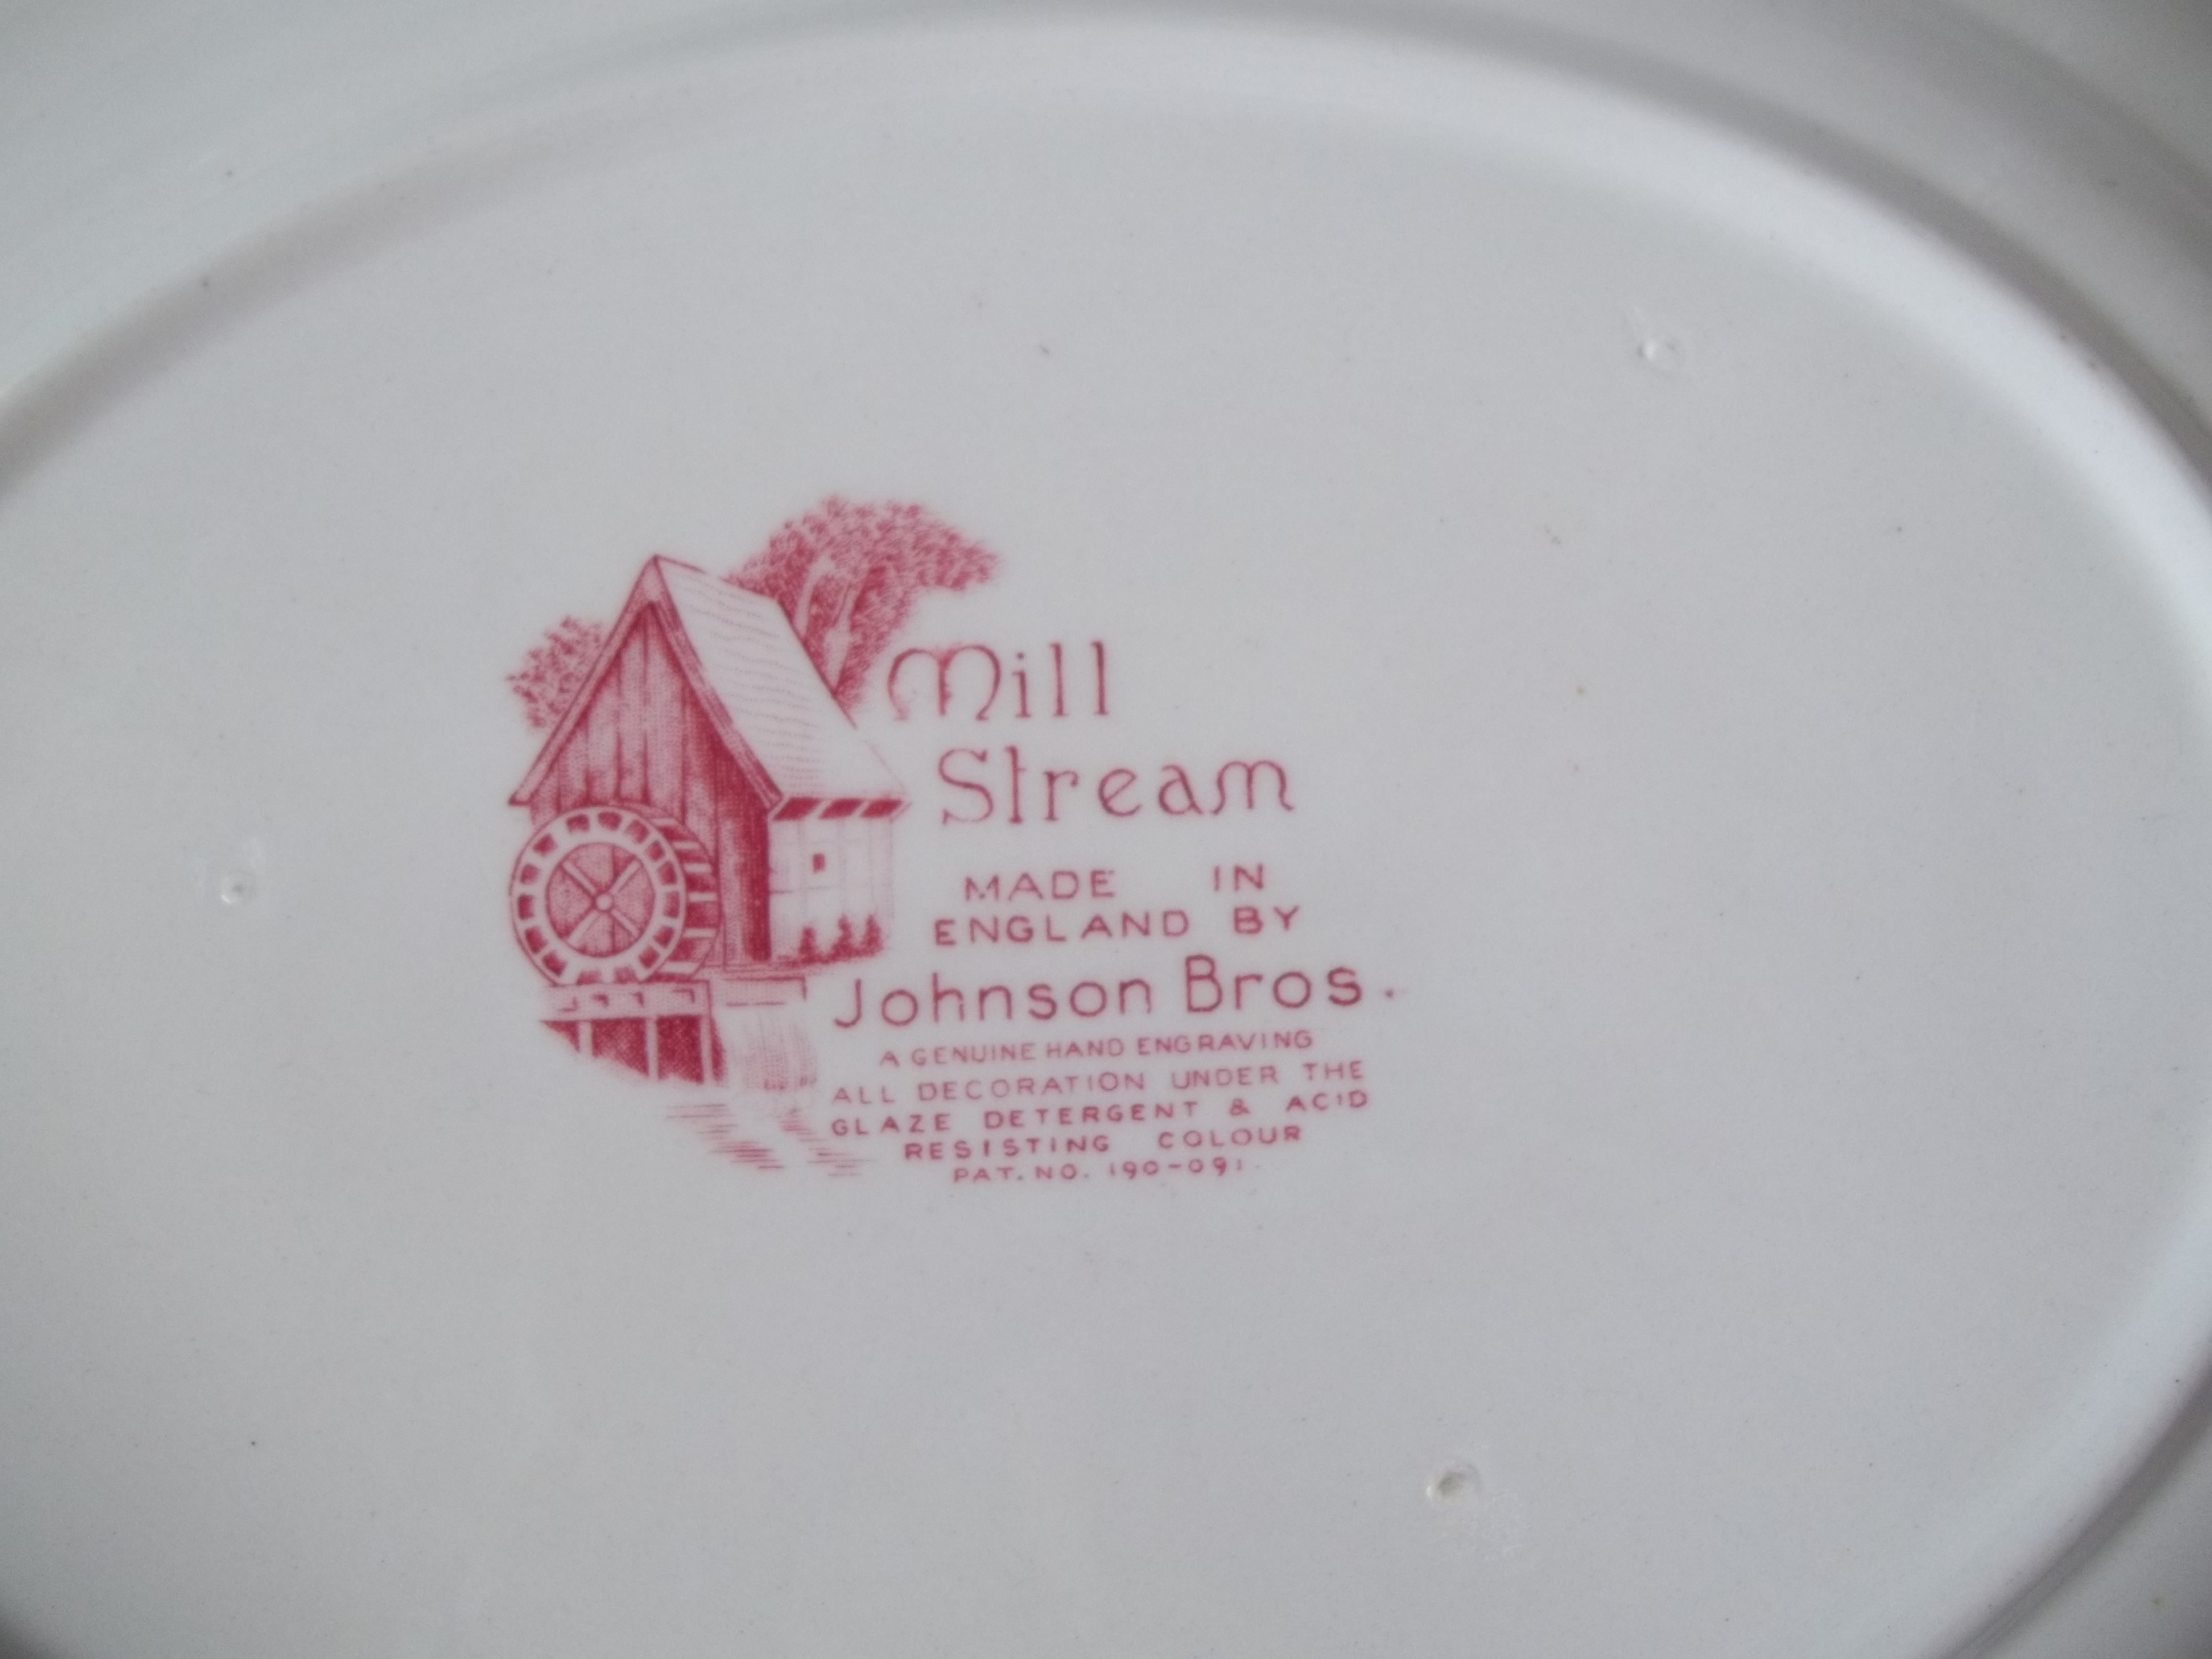 Mill
Stream
MADE IN
ENGLAND BY
Johnson Bros.
A GENUINE HAND ENGRAVING
ALL DECORATION UNDER THE
GLAZE DETERGENT & ACID
RESISTING COLOUR
PAT. NO. 190-091.